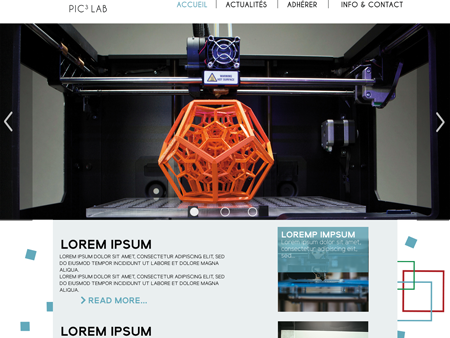 PIC³ LAB
ACCUEIL | ACTUALITÉS | ADHÉRER | INFO & CONTACT
WARNING
HOT SURFACE
LOREM IPSUM
LOREM IPSUM DOLOR SIT AMET, CONSECTETUR ADIPISCING ELIT, SED
DO EIUSMOD TEMPOR INCIDIDUNT UT LABORE ET DOLORE MAGNA
ALIQUA.
LOREM IPSUM DOLOR SIT AMET, CONSECTETUR ADIPISCING ELIT, SED
DO EIUSMOD TEMPOR INCIDIDUNT UT LABORE ET DOLORE MAGNA
ALIQUA.
READ MORE...
LOREMP IMPSUM
Lorem ipsum dolor sit amet,
consectetur adipiscing elit,
sed...
LOREM IPSUM